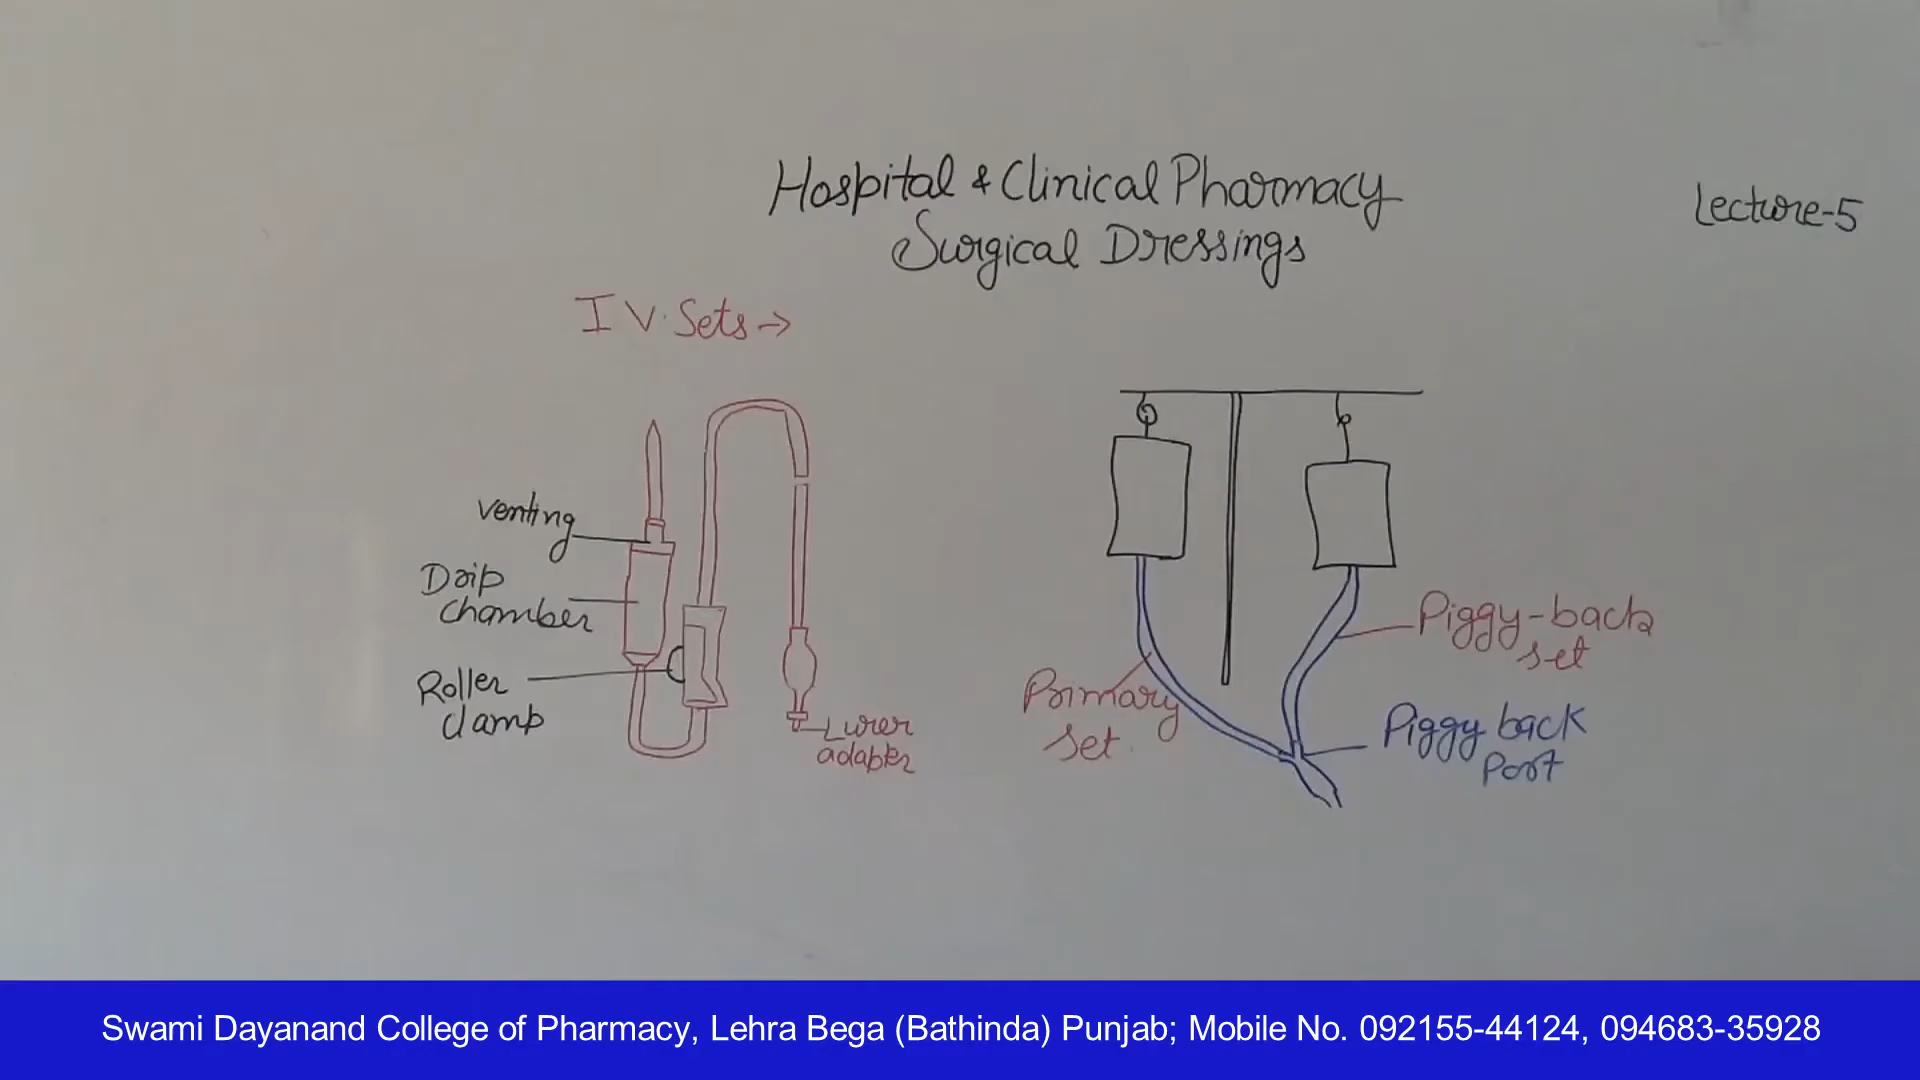 Hospital & Clinical Pharmacy
Surgical Dressings
Lecture-5
I V. Sets →
Venting
Drip
chamber
Roller
clamp
Lurer
adapter
Primary
set.
Piggy-back
set
Piggy back
Port
Swami Dayanand College of Pharmacy, Lehra Bega (Bathinda) Punjab; Mobile No. 092155-44124, 094683-35928